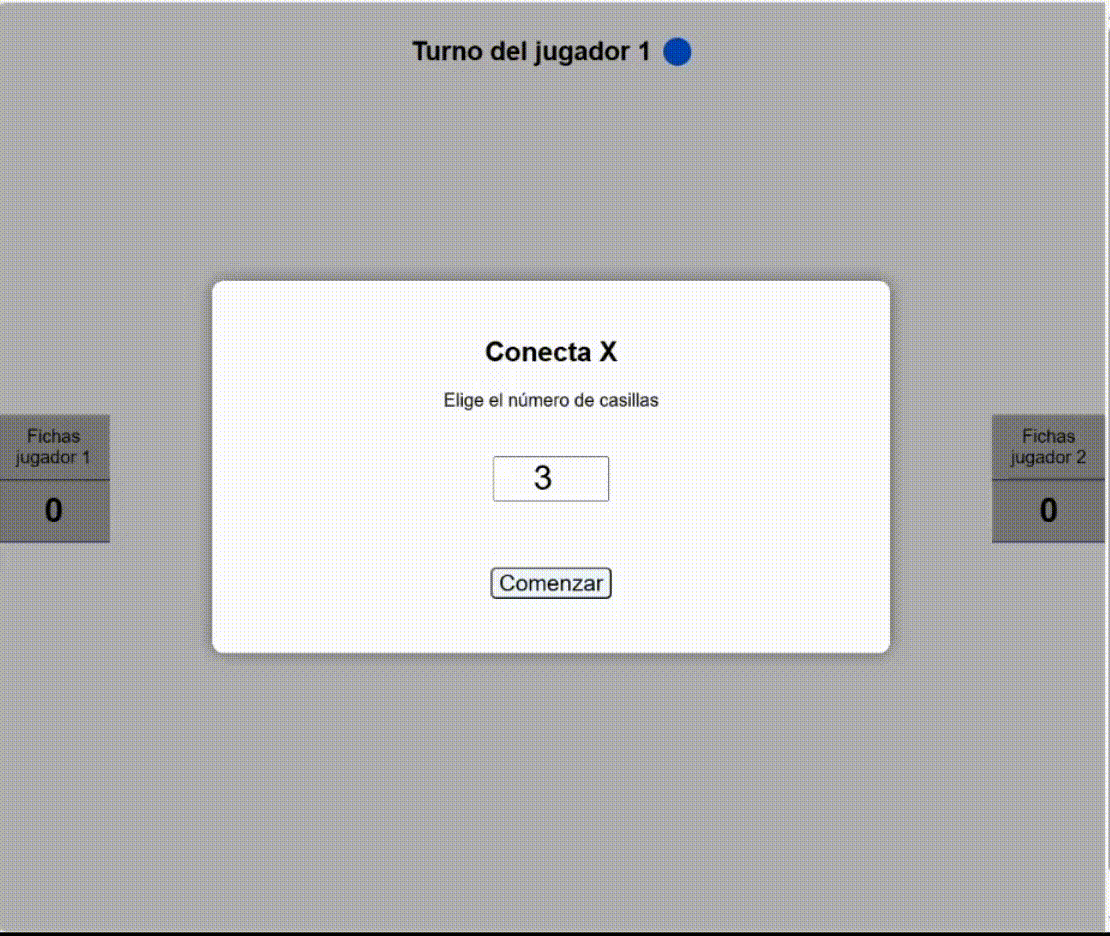 Turno del jugador 1
Conecta X
Elige el número de casillas
3
Comenzar
Fichas
jugador 1
0
Fichas
jugador 2
0